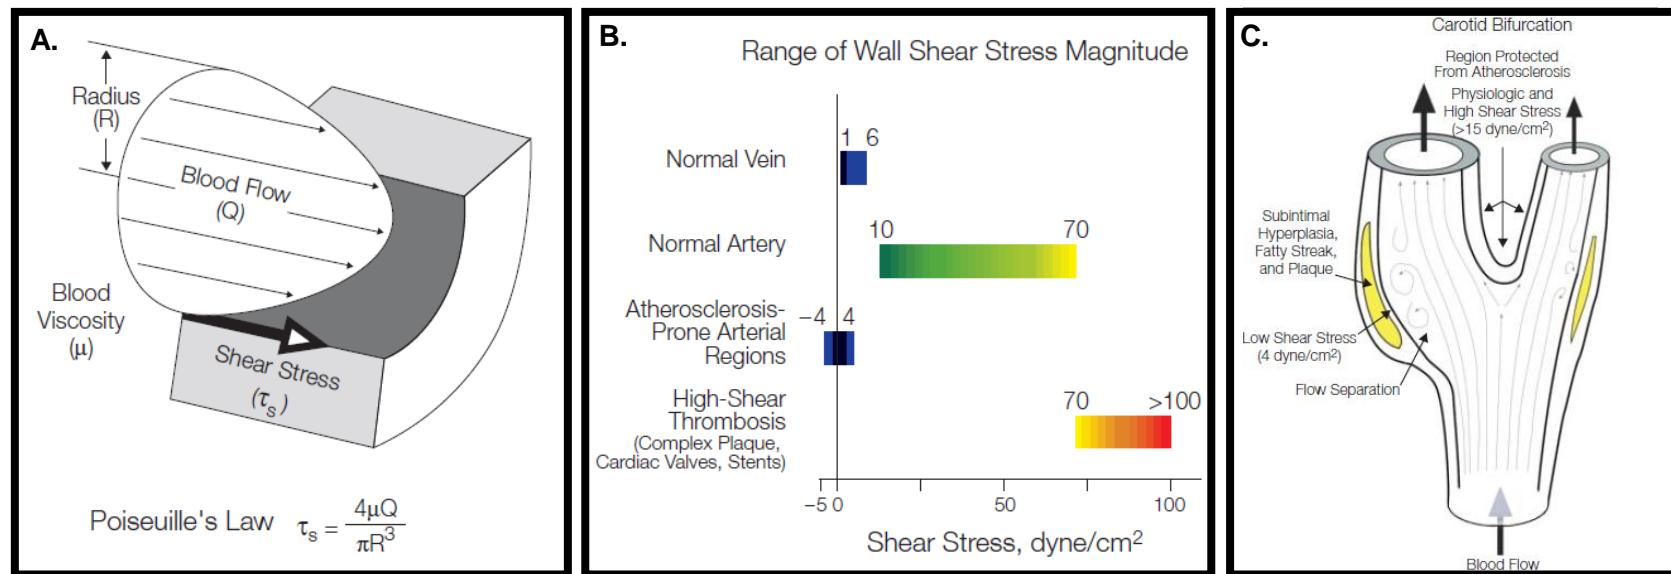 A.
Radius
(R)
Blood Flow
(Q)
Blood
Viscosity
(μ)
Shear Stress
(τs)
Poiseuille's Law τs = 4μQ / πR³
B.
Range of Wall Shear Stress Magnitude
Normal Vein
1 6
Normal Artery
10 70
Atherosclerosis-
Prone Arterial
Regions
−4 4
High-Shear
Thrombosis
(Complex Plaque,
Cardiac Valves, Stents)
70 >100
−5 0 50 100
Shear Stress, dyne/cm²
C.
Carotid Bifurcation
Region Protected
From Atherosclerosis
Physiologic and
High Shear Stress
(>15 dyne/cm²)
Subintimal
Hyperplasia,
Fatty Streak,
and Plaque
Low Shear Stress
(4 dyne/cm²)
Flow Separation
Blood Flow